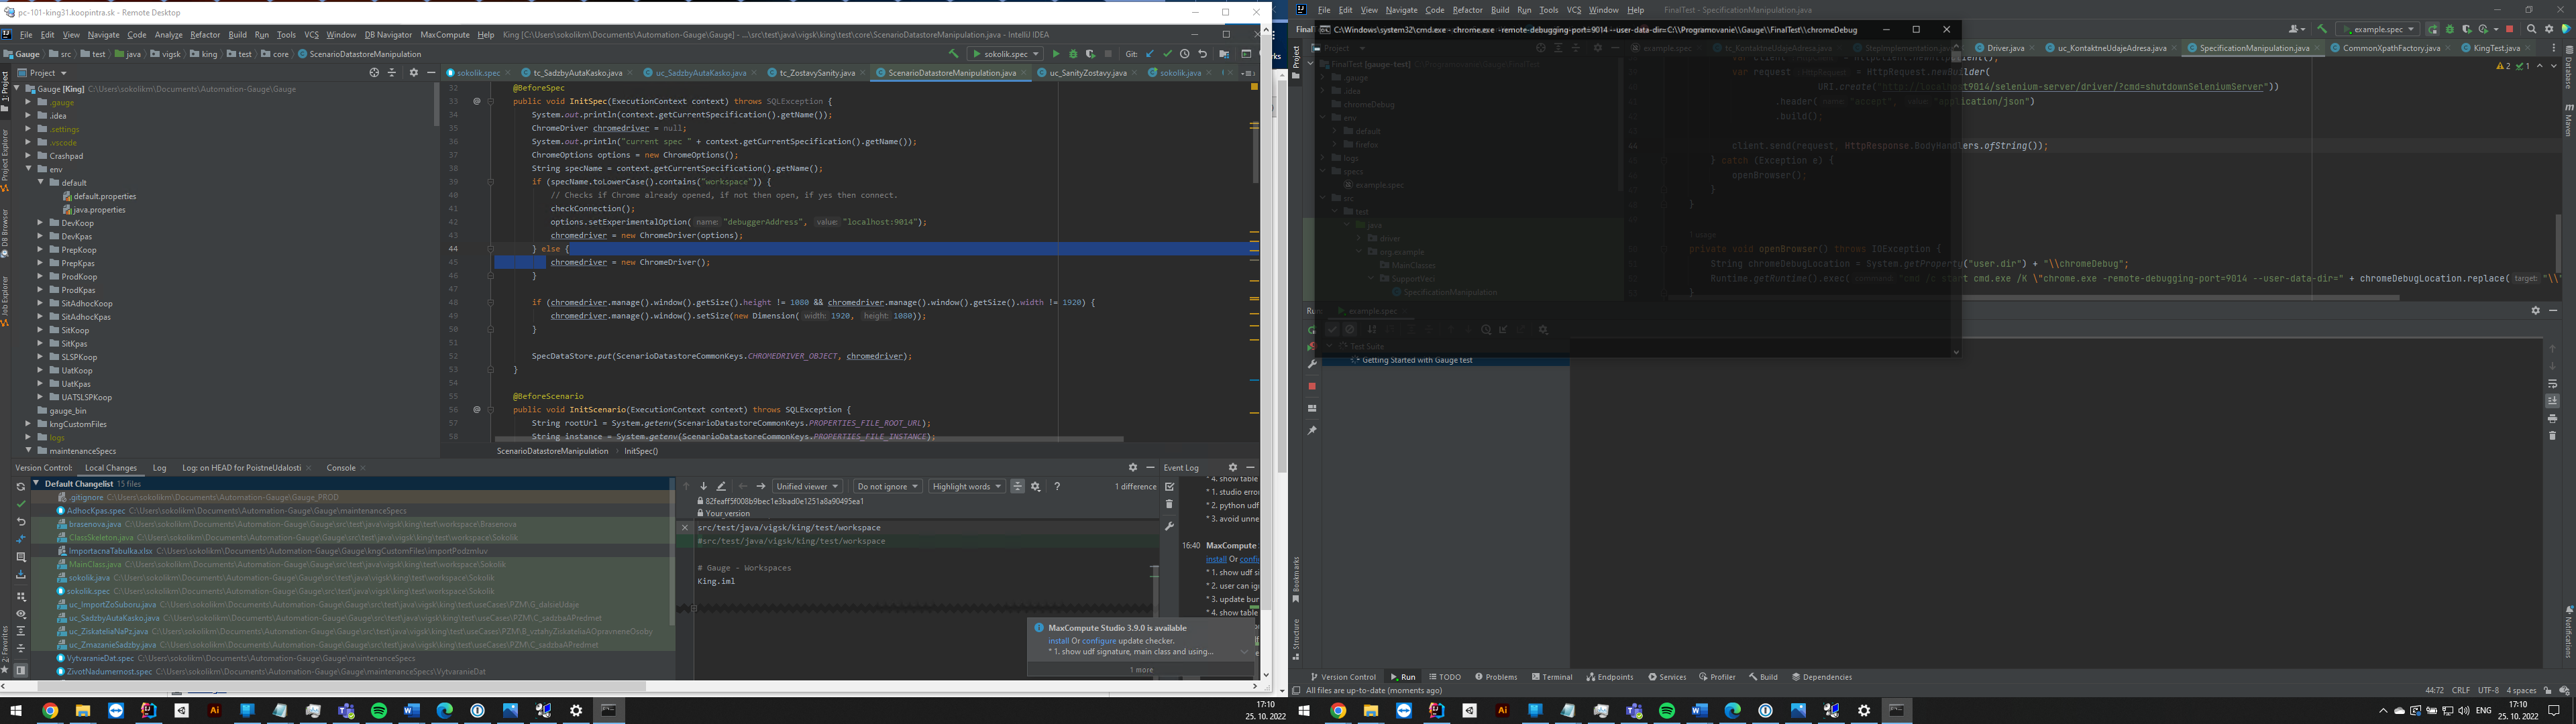 pc-101-king31.koopintra.sk - Remote Desktop
File Edit View Navigate Code Analyze Refactor Build Run Tools VCS Window DB Navigator MaxCompute Help King [C:\Users\sokolikm\Documents\Automation-Gauge\Gauge] - ...\src\test\java\vigsk\king\test\core\ScenarioDatastoreManipulation.java - IntelliJ IDEA
Gauge src test java vigsk king test core ScenarioDatastoreManipulation
sokolik.spec Git:
Project
sokolik.spec tc_SadzbyAutaKasko.java uc_SadzbyAutaKasko.java tc_ZostavySanity.java ScenarioDatastoreManipulation.java uc_SanityZostavy.java sokolik.java
1: Project
Project Explorer
DB Browser
Job Explorer
2: Favorites
Gauge [King] C:\Users\sokolikm\Documents\Automation-Gauge\Gauge
.gauge
.idea
.settings
.vscode
Crashpad
env
default
default.properties
java.properties
DevKoop
DevKpas
PrepKoop
PrepKpas
ProdKoop
ProdKpas
SitAdhocKoop
SitAdhocKpas
SitKoop
SitKpas
SLSPKoop
UatKoop
UatKpas
UATSLSPKoop
gauge_bin
kngCustomFiles
logs
maintenanceSpecs
32 @BeforeSpec
33 public void InitSpec(ExecutionContext context) throws SQLException {
34 System.out.println(context.getCurrentSpecification().getName());
35 ChromeDriver chromedriver = null;
36 System.out.println("current spec " + context.getCurrentSpecification().getName());
37 ChromeOptions options = new ChromeOptions();
38 String specName = context.getCurrentSpecification().getName();
39 if (specName.toLowerCase().contains("workspace")) {
40 // Checks if Chrome already opened, if not then open, if yes then connect.
41 checkConnection();
42 options.setExperimentalOption( name: "debuggerAddress", value: "localhost:9014");
43 chromedriver = new ChromeDriver(options);
44 } else {
45 chromedriver = new ChromeDriver();
46 }
47
48 if (chromedriver.manage().window().getSize().height != 1080 && chromedriver.manage().window().getSize().width != 1920) {
49 chromedriver.manage().window().setSize(new Dimension( width: 1920, height: 1080));
50 }
51
52 SpecDataStore.put(ScenarioDatastoreCommonKeys.CHROMEDRIVER_OBJECT, chromedriver);
53 }
54
55 @BeforeScenario
56 public void InitScenario(ExecutionContext context) throws SQLException {
57 String rootUrl = System.getenv(ScenarioDatastoreCommonKeys.PROPERTIES_FILE_ROOT_URL);
58 String instance = System.getenv(ScenarioDatastoreCommonKeys.PROPERTIES_FILE_INSTANCE);
ScenarioDatastoreManipulation InitSpec()
Version Control: Local Changes Log Log: on HEAD for PoistneUdalosti Console
Default Changelist 15 files
.gitignore C:\Users\sokolikm\Documents\Automation-Gauge\Gauge_PROD
AdhocKpas.spec C:\Users\sokolikm\Documents\Automation-Gauge\Gauge\maintenanceSpecs
brasenova.java C:\Users\sokolikm\Documents\Automation-Gauge\Gauge\src\test\java\vigsk\king\test\workspace\Brasenova
ClassSkeleton.java C:\Users\sokolikm\Documents\Automation-Gauge\Gauge\src\test\java\vigsk\king\test\workspace\Sokolik
ImportacnaTabulka.xlsx C:\Users\sokolikm\Documents\Automation-Gauge\Gauge\kngCustomFiles\importPodzmluv
MainClass.java C:\Users\sokolikm\Documents\Automation-Gauge\Gauge\src\test\java\vigsk\king\test\workspace\Sokolik
sokolik.java C:\Users\sokolikm\Documents\Automation-Gauge\Gauge\src\test\java\vigsk\king\test\workspace\Sokolik
sokolik.spec C:\Users\sokolikm\Documents\Automation-Gauge\Gauge\src\test\java\vigsk\king\test\workspace\Sokolik
uc_ImportZoSuboru.java C:\Users\sokolikm\Documents\Automation-Gauge\Gauge\src\test\java\vigsk\king\test\useCases\PZM\G_dalsieUdaje
uc_SadzbyAutaKasko.java C:\Users\sokolikm\Documents\Automation-Gauge\Gauge\src\test\java\vigsk\king\test\useCases\PZM\C_sadzbaAPredmet
uc_ZiskateliaNaPz.java C:\Users\sokolikm\Documents\Automation-Gauge\Gauge\src\test\java\vigsk\king\test\useCases\PZM\B_vztahyZiskateliaAOpravneneOsoby
uc_ZmazanieSadzby.java C:\Users\sokolikm\Documents\Automation-Gauge\Gauge\src\test\java\vigsk\king\test\useCases\PZM\C_sadzbaAPredmet
VytvaranieDat.spec C:\Users\sokolikm\Documents\Automation-Gauge\Gauge\maintenanceSpecs
ZivotNadumernost.spec C:\Users\sokolikm\Documents\Automation-Gauge\Gauge\maintenanceSpecs\VytvaranieDat
Unified viewer Do not ignore Highlight words ? 1 difference
82feaff5f008b9bec1e3bad0e1251a8a90495ea1
Your version
src/test/java/vigsk/king/test/workspace
#src/test/java/vigsk/king/test/workspace
# Gauge - Workspaces
King.iml
Event Log
* 4. show table
* 1. studio error
* 2. python udf
* 3. avoid unne
16:40 MaxCompute
install Or confi
* 1. show udf si
* 2. user can ig
* 3. update bur
* 4. show table
MaxCompute Studio 3.9.0 is available
install Or configure update checker.
* 1. show udf signature, main class and using...
1 more
17:10
25. 10. 2022
File Edit View Navigate Code Refactor Build Run Tools VCS Window Help FinalTest - SpecificationManipulation.java
C:\Windows\system32\cmd.exe - chrome.exe -remote-debugging-port=9014 --user-data-dir=C:\\Programovanie\\Gauge\\FinalTest\\chromeDebug
example.spec
Project
example.spec tc_KontaktneUdajeAdresa.java StepImplementation.java Driver.java uc_KontaktneUdajeAdresa.java SpecificationManipulation.java CommonXpathFactory.java KingTest.java
FinalTest [gauge-test]
.gauge
.idea
chromeDebug
env
default
firefox
logs
specs
example.spec
src
test
java
driver
org.example
MainClasses
SupportVeci
SpecificationManipulation
var request = HttpRequest.newBuilder(
URI.create("http://localhost9014/selenium-server/driver/?cmd=shutdownSeleniumServer"))
.header( name: "accept", value: "application/json")
.build();
44 client.send(request, HttpResponse.BodyHandlers.ofString());
} catch (Exception e) {
openBrowser();
}
}
1 usage
private void openBrowser() throws IOException {
String chromeDebugLocation = System.getProperty("user.dir") + "\\chromeDebug";
Runtime.getRuntime().exec( command: "cmd /c start cmd.exe /K \"chrome.exe -remote-debugging-port=9014 --user-data-dir=" + chromeDebugLocation.replace( target: "\\"
}
2 1
Database
Maven
Notifications
Project
Bookmarks
Structure
Run: example.spec
Test Suite
Getting Started with Gauge test
Version Control Run TODO Problems Terminal Endpoints Services Profiler Build Dependencies
All files are up-to-date (moments ago)
44:72 CRLF UTF-8 4 spaces
ENG 17:10
25. 10. 2022